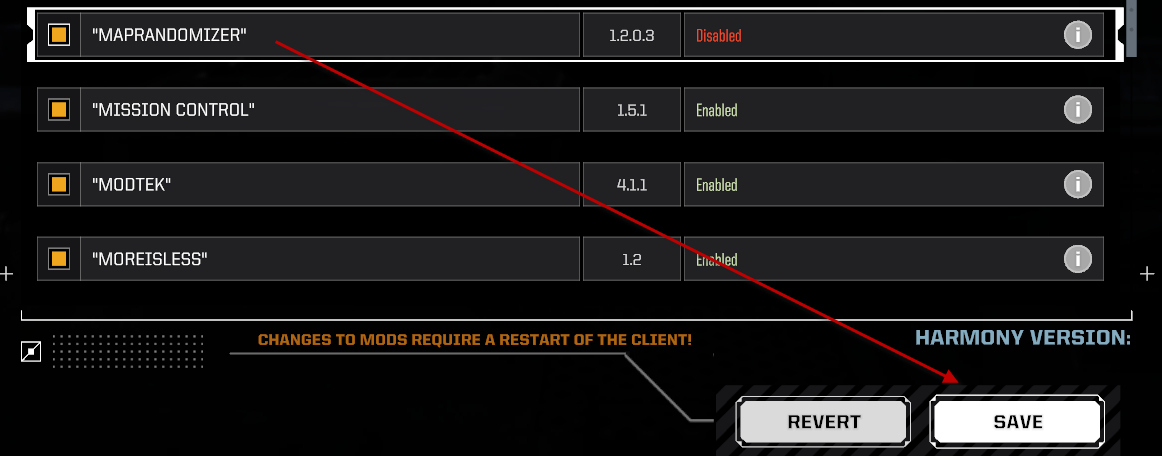 "MAPRANDOMIZER" 1.2.0.3 Disabled i
"MISSION CONTROL" 1.5.1 Enabled i
"MODTEK" 4.1.1 Enabled i
"MOREISLESS" 1.2 Enabled i
CHANGES TO MODS REQUIRE A RESTART OF THE CLIENT!
HARMONY VERSION:
REVERT SAVE